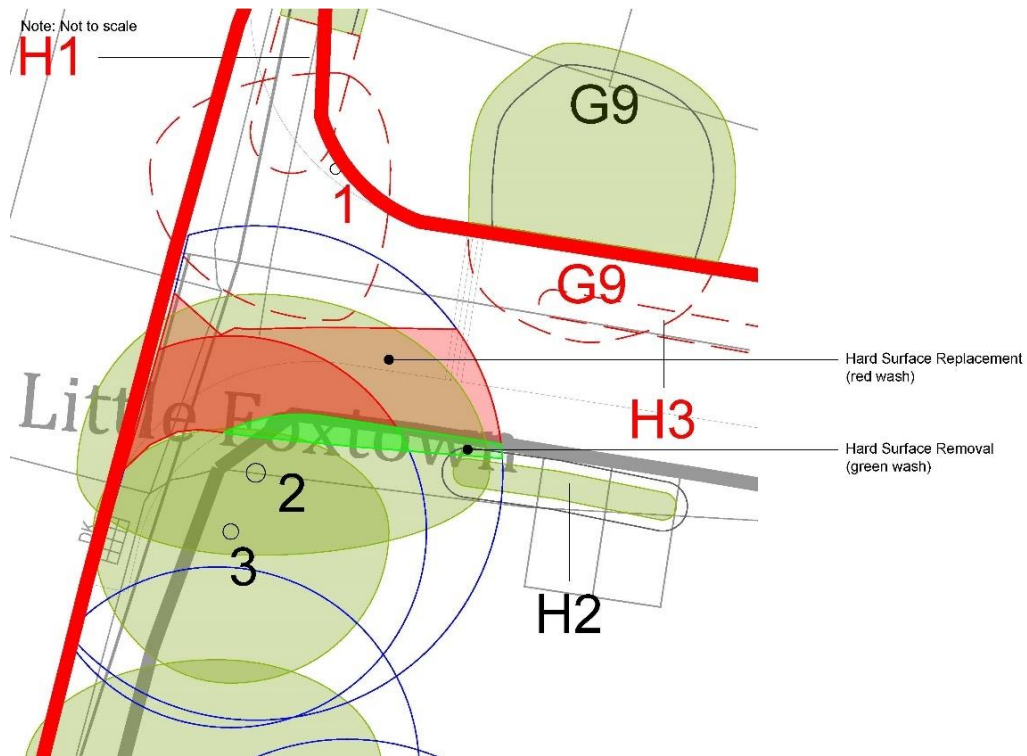 Note: Not to scale
H1
G9
1
G9
Hard Surface Replacement
(red wash)
Little Foxtown
H3
Hard Surface Removal
(green wash)
2
3
DK
H2